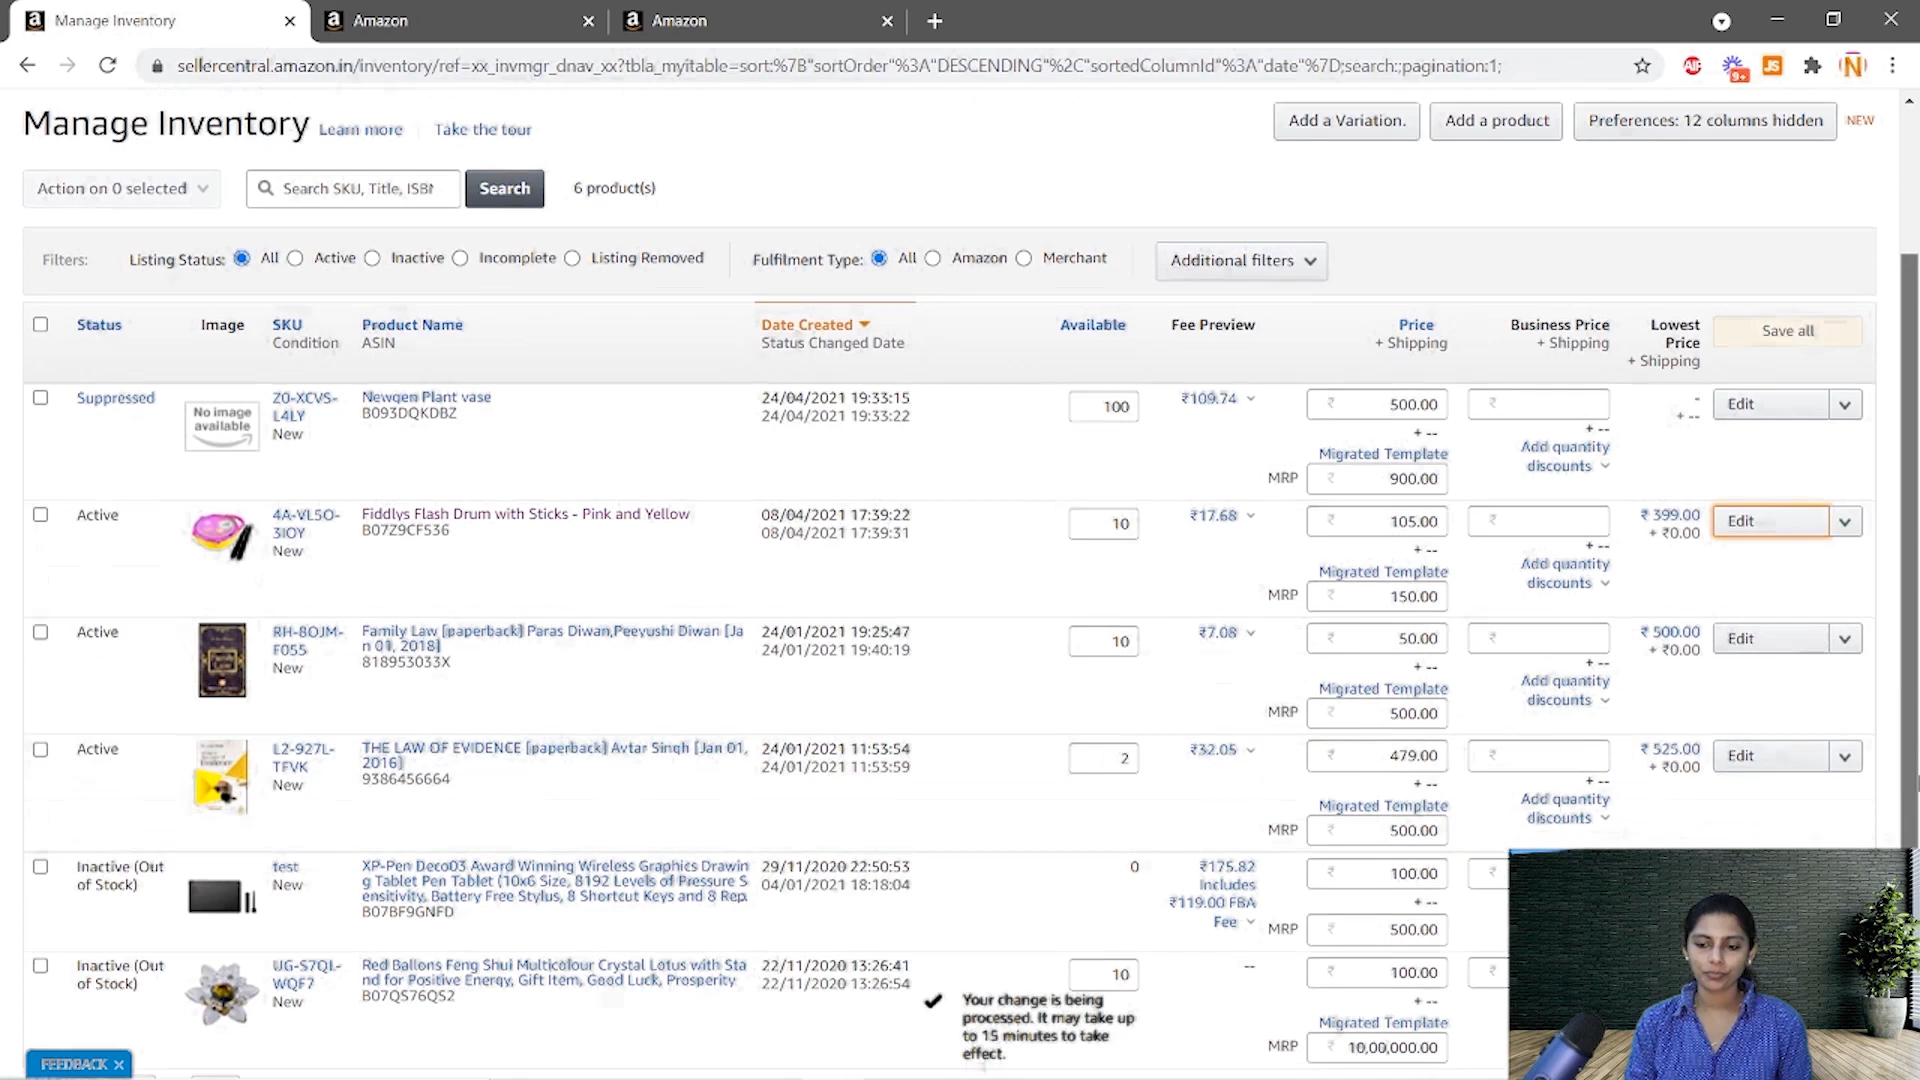 Manage Inventory
Amazon
Amazon
sellercentral.amazon.in/inventory/ref=xx_invmgr_dnav_xx?tbla_myitable=sort:%7B"sortOrder"%3A"DESCENDING"%2C"sortedColumnId"%3A"date"%7D;search:;pagination:1;
9+
JS
N
Manage Inventory Learn more Take the tour
Add a Variation. Add a product Preferences: 12 columns hidden NEW
Action on 0 selected Search SKU, Title, ISBN Search 6 product(s)
Filters: Listing Status: All Active Inactive Incomplete Listing Removed Fulfilment Type: All Amazon Merchant Additional filters
Status Image SKU Product Name Date Created Available Fee Preview Price Business Price Lowest Price Save all
Condition ASIN Status Changed Date + Shipping + Shipping + Shipping
Suppressed No image available Z0-XCVS-L4LY Newgen Plant vase 24/04/2021 19:33:15 100 ₹109.74 ₹ 500.00 ₹ - Edit
New B093DQKDBZ 24/04/2021 19:33:22 + -- + -- + --
Migrated Template Add quantity discounts
MRP ₹ 900.00
Active 4A-VL5O-3IOY Fiddlys Flash Drum with Sticks - Pink and Yellow 08/04/2021 17:39:22 10 ₹17.68 ₹ 105.00 ₹ ₹ 399.00 Edit
New B07Z9CF536 08/04/2021 17:39:31 + -- + -- + ₹0.00
Migrated Template Add quantity discounts
MRP ₹ 150.00
Active RH-8OJM-F055 Family Law [paperback] Paras Diwan,Peeyushi Diwan [Jan 01, 2018] 24/01/2021 19:25:47 10 ₹7.08 ₹ 50.00 ₹ ₹ 500.00 Edit
New 818953033X 24/01/2021 19:40:19 + -- + -- + ₹0.00
Migrated Template Add quantity discounts
MRP ₹ 500.00
Active L2-927L-TFVK THE LAW OF EVIDENCE [paperback] Avtar Singh [Jan 01, 2016] 24/01/2021 11:53:54 2 ₹32.05 ₹ 479.00 ₹ ₹ 525.00 Edit
New 9386456664 24/01/2021 11:53:59 + -- + -- + ₹0.00
Migrated Template Add quantity discounts
MRP ₹ 500.00
Inactive (Out of Stock) test XP-Pen Deco03 Award Winning Wireless Graphics Drawing Tablet Pen Tablet (10x6 Size, 8192 Levels of Pressure Sensitivity, Battery Free Stylus, 8 Shortcut Keys and 8 Rep. 29/11/2020 22:50:53 0 ₹175.82 ₹ 100.00 ₹
New B07BF9GNFD 04/01/2021 18:18:04 Includes ₹119.00 FBA Fee + --
MRP ₹ 500.00
Inactive (Out of Stock) UG-S7QL-WQF7 Red Ballons Feng Shui Multicolour Crystal Lotus with Stand for Positive Energy, Gift Item, Good Luck, Prosperity 22/11/2020 13:26:41 10 -- ₹ 100.00 ₹
New B07QS76QS2 22/11/2020 13:26:54 + --
Your change is being processed. It may take up to 15 minutes to take effect.
Migrated Template
MRP ₹ 10,00,000.00
FEEDBACK